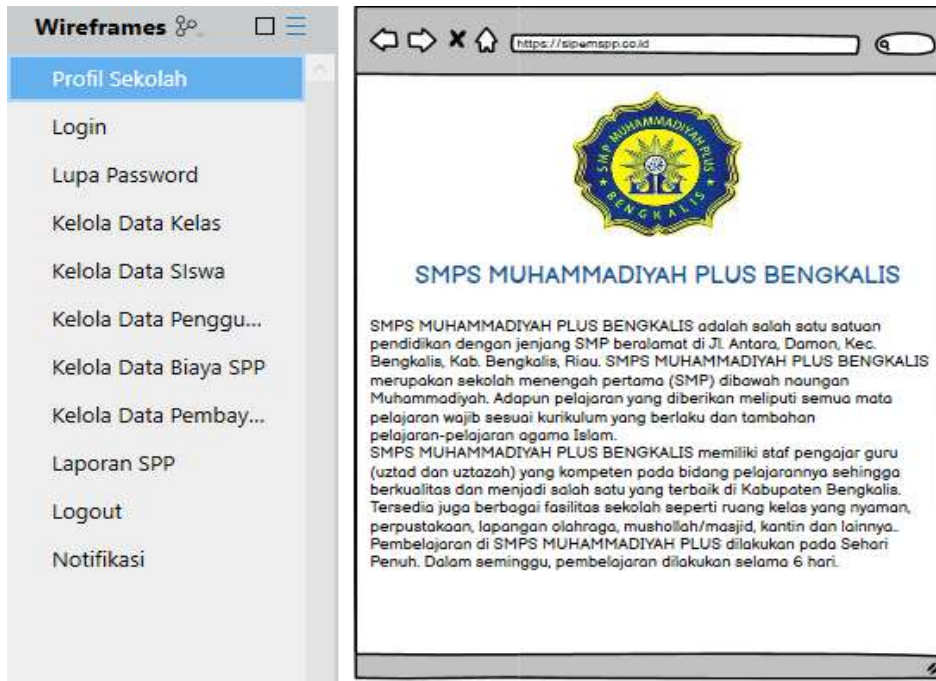 Wireframes
Profil Sekolah
Login
Lupa Password
Kelola Data Kelas
Kelola Data SIswa
Kelola Data Penggu...
Kelola Data Biaya SPP
Kelola Data Pembay...
Laporan SPP
Logout
Notifikasi
https://sipemspp.co.id
SMP MUHAMMADIYAH PLUS
BENGKALIS
SMPS MUHAMMADIYAH PLUS BENGKALIS
SMPS MUHAMMADIYAH PLUS BENGKALIS adalah salah satu satuan
pendidikan dengan jenjang SMP beralamat di Jl. Antara, Damon, Kec.
Bengkalis, Kab. Bengkalis, Riau. SMPS MUHAMMADIYAH PLUS BENGKALIS
merupakan sekolah menengah pertama (SMP) dibawah naungan
Muhammadiyah. Adapun pelajaran yang diberikan meliputi semua mata
pelajaran wajib sesuai kurikulum yang berlaku dan tambahan
pelajaran-pelajaran agama Islam.
SMPS MUHAMMADIYAH PLUS BENGKALIS memiliki staf pengajar guru
(uztad dan uztazah) yang kompeten pada bidang pelajarannya sehingga
berkualitas dan menjadi salah satu yang terbaik di Kabupaten Bengkalis.
Tersedia juga berbagai fasilitas sekolah seperti ruang kelas yang nyaman,
perpustakaan, lapangan olahraga, mushollah/masjid, kantin dan lainnya..
Pembelajaran di SMPS MUHAMMADIYAH PLUS dilakukan pada Sehari
Penuh. Dalam seminggu, pembelajaran dilakukan selama 6 hari.